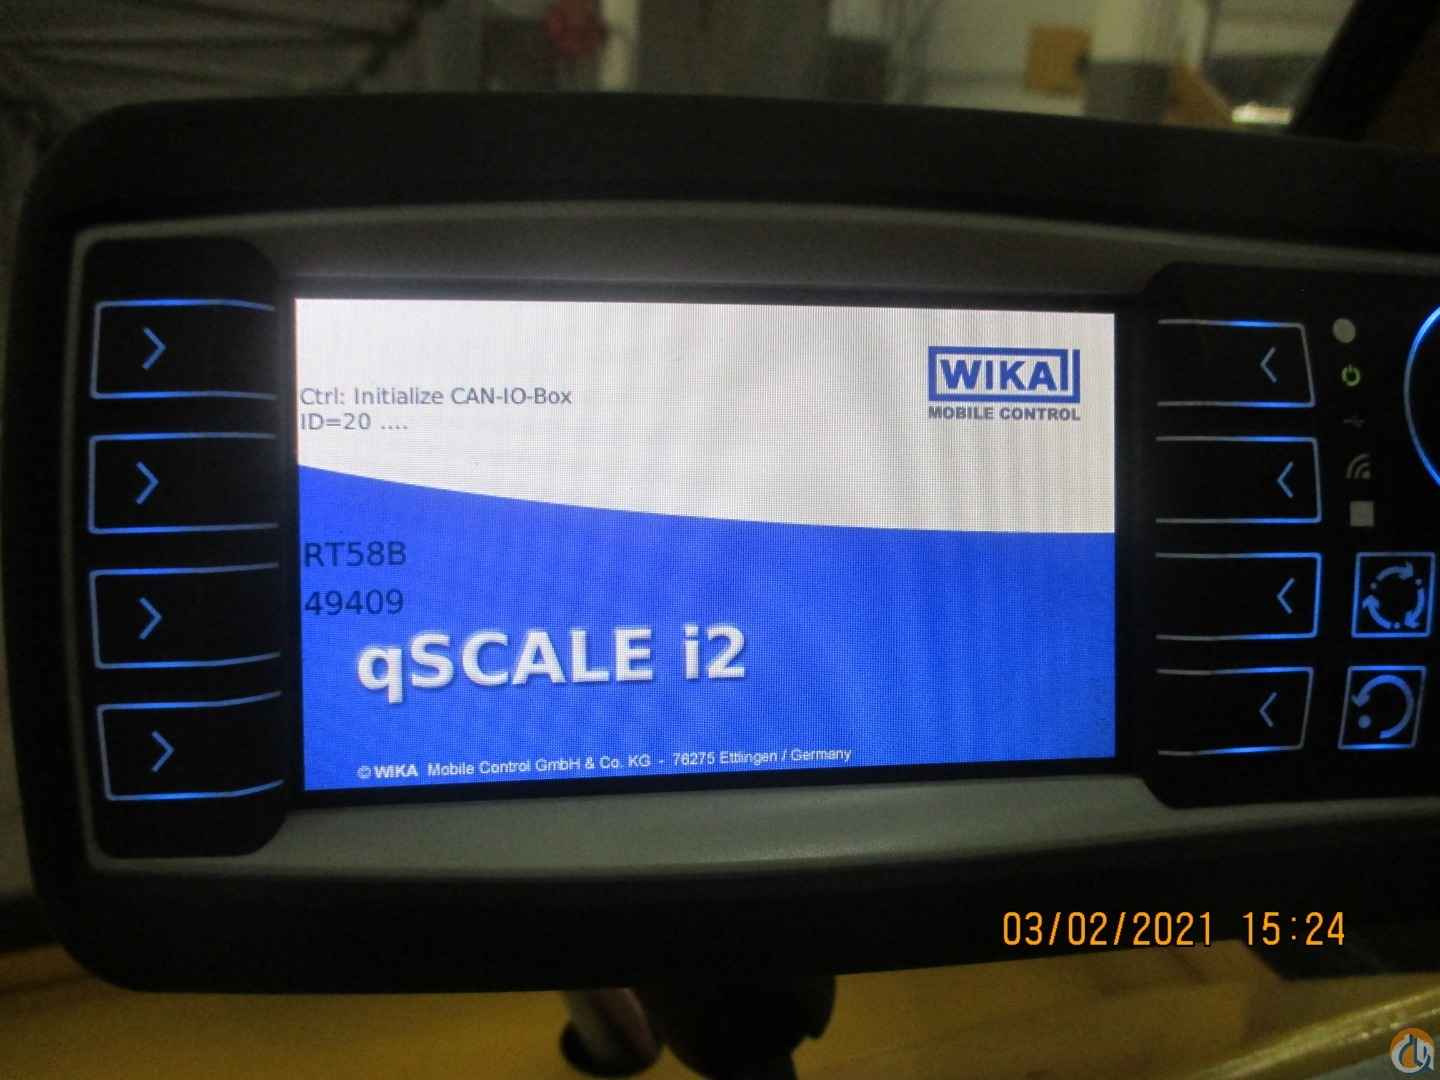 Ctrl: Initialize CAN-IO-Box
ID=20 ....
WIKAI
MOBILE CONTROL
RT58B
49409
qSCALE i2
© WIKA Mobile Control GmbH & Co. KG - 76275 Ettlingen / Germany
03/02/2021 15:24